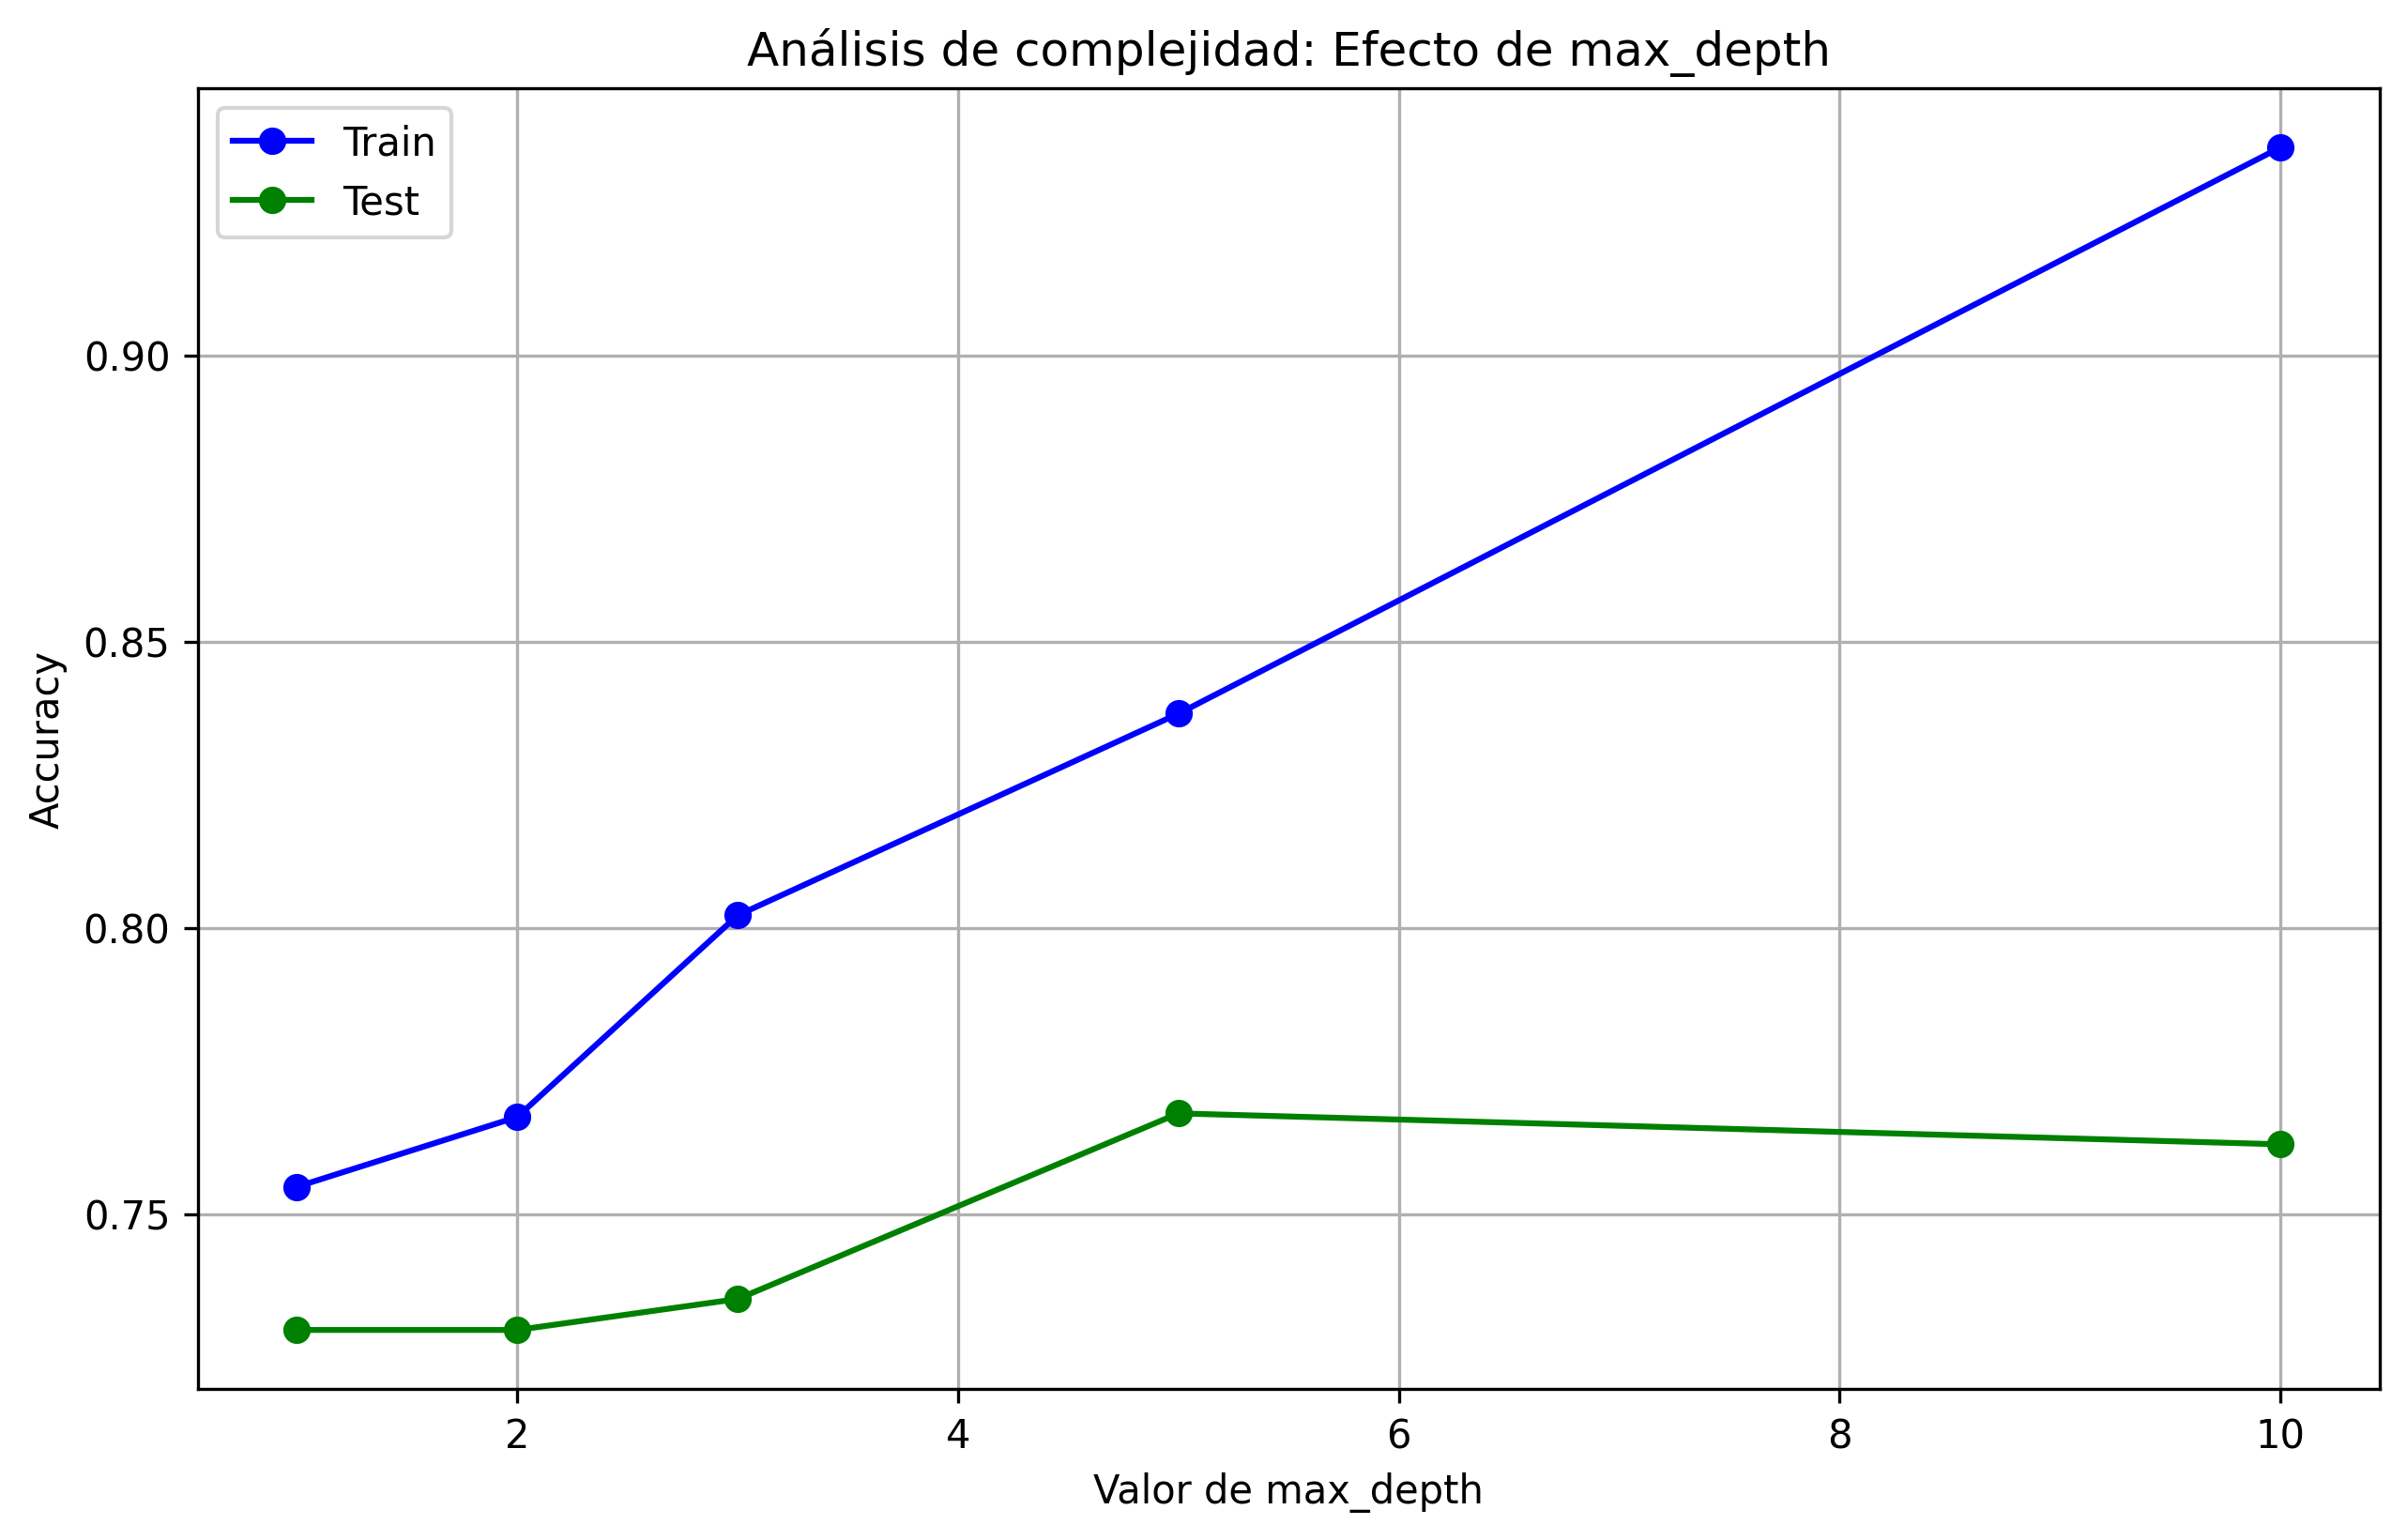 Análisis de complejidad: Efecto de max_depth
Train
Test
0.90
0.85
0.80
0.75
Accuracy
2 4 6 8 10
Valor de max_depth